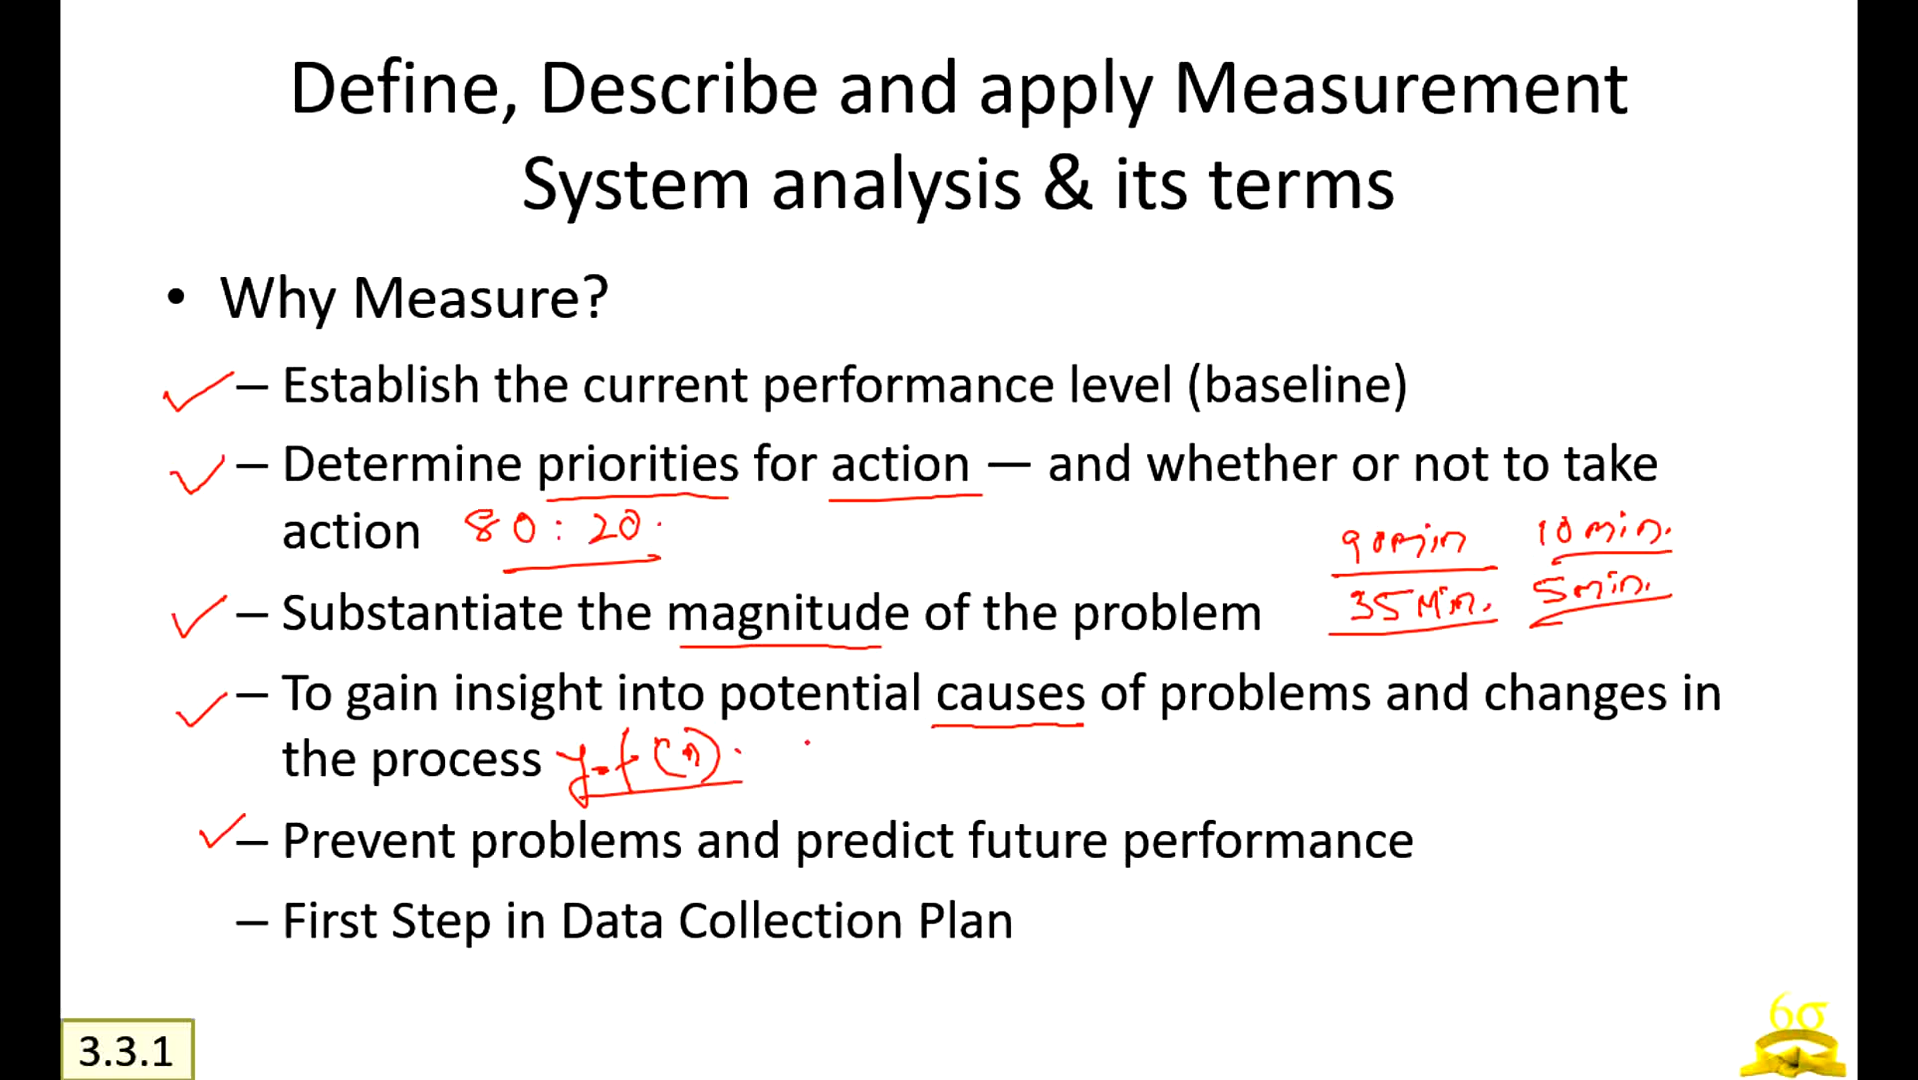 Define, Describe and apply Measurement
System analysis & its terms
• Why Measure?
– Establish the current performance level (baseline)
– Determine priorities for action — and whether or not to take
action 80:20.
90min 10min.
35 Min. 5min.
– Substantiate the magnitude of the problem
– To gain insight into potential causes of problems and changes in
the process y=f(x).
– Prevent problems and predict future performance
– First Step in Data Collection Plan
3.3.1
6σ